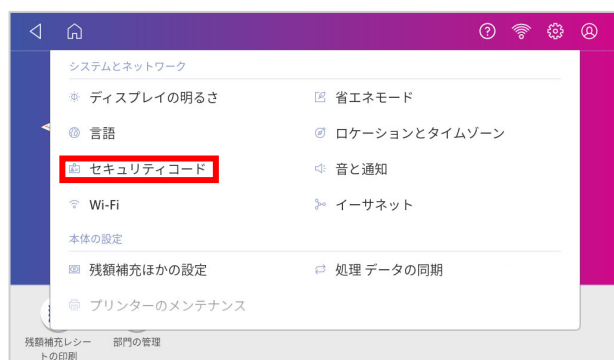 システムとネットワーク
ディスプレイの明るさ
省エネモード
言語
ロケーションとタイムゾーン
セキュリティコード
音と通知
Wi-Fi
イーサネット
本体の設定
残額補充ほかの設定
処理 データの同期
プリンターのメンテナンス
残額補充レシー
トの印刷
部門の管理